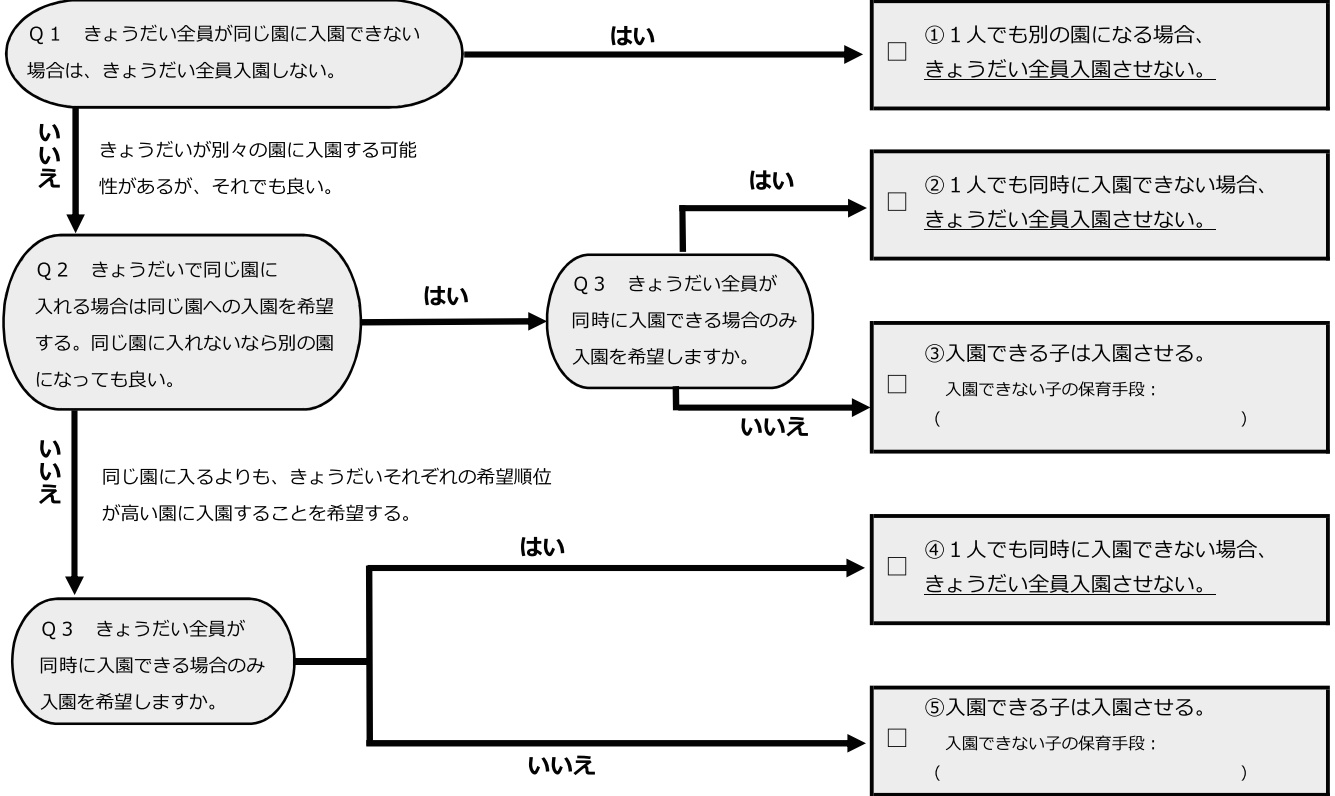 Ｑ１　きょうだい全員が同じ園に入園できない
場合は、きょうだい全員入園しない。
はい
□
①１人でも別の園になる場合、
きょうだい全員入園させない。
いいえ
きょうだいが別々の園に入園する可能
性があるが、それでも良い。
はい
□
②１人でも同時に入園できない場合、
きょうだい全員入園させない。
Ｑ２　きょうだいで同じ園に
入れる場合は同じ園への入園を希望
する。同じ園に入れないなら別の園
になっても良い。
はい
Ｑ３　きょうだい全員が
同時に入園できる場合のみ
入園を希望しますか。
いいえ
□
③入園できる子は入園させる。
入園できない子の保育手段：
（　　　　　　　　　　　　　　　　）
いいえ
同じ園に入るよりも、きょうだいそれぞれの希望順位
が高い園に入園することを希望する。
はい
□
④１人でも同時に入園できない場合、
きょうだい全員入園させない。
Ｑ３　きょうだい全員が
同時に入園できる場合のみ
入園を希望しますか。
いいえ
□
⑤入園できる子は入園させる。
入園できない子の保育手段：
（　　　　　　　　　　　　　　　　）